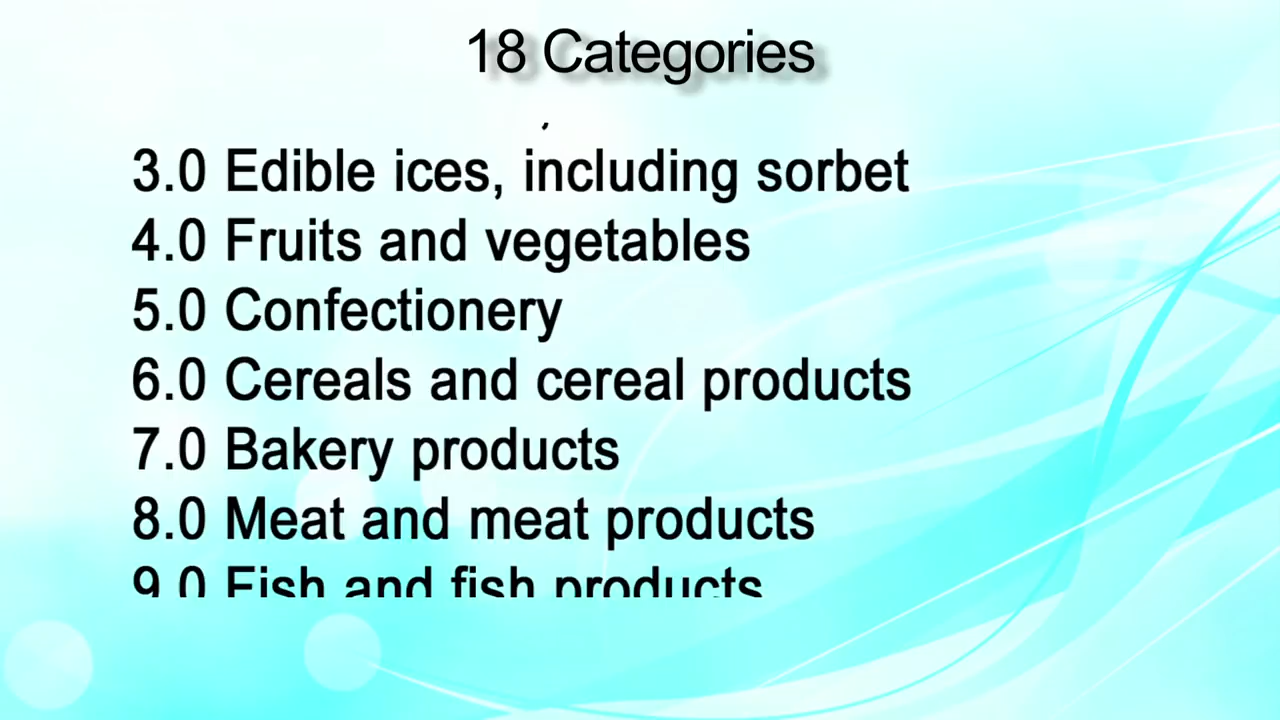 18 Categories
3.0 Edible ices, including sorbet
4.0 Fruits and vegetables
5.0 Confectionery
6.0 Cereals and cereal products
7.0 Bakery products
8.0 Meat and meat products
9.0 Fish and fish products